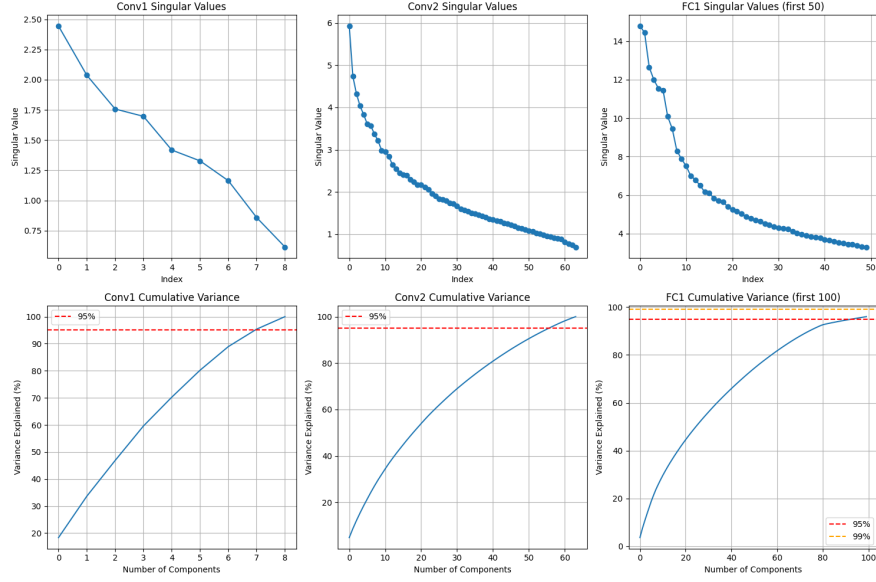 Conv1 Singular Values
Singular Value
2.50
2.25
2.00
1.75
1.50
1.25
1.00
0.75
0 1 2 3 4 5 6 7 8
Index
Conv2 Singular Values
Singular Value
6
5
4
3
2
1
0 10 20 30 40 50 60
Index
FC1 Singular Values (first 50)
Singular Value
14
12
10
8
6
4
0 10 20 30 40 50
Index
Conv1 Cumulative Variance
Variance Explained (%)
100
90
80
70
60
50
40
30
20
95%
0 1 2 3 4 5 6 7 8
Number of Components
Conv2 Cumulative Variance
Variance Explained (%)
100
80
60
40
20
95%
0 10 20 30 40 50 60
Number of Components
FC1 Cumulative Variance (first 100)
Variance Explained (%)
100
80
60
40
20
0
95%
99%
0 20 40 60 80 100
Number of Components